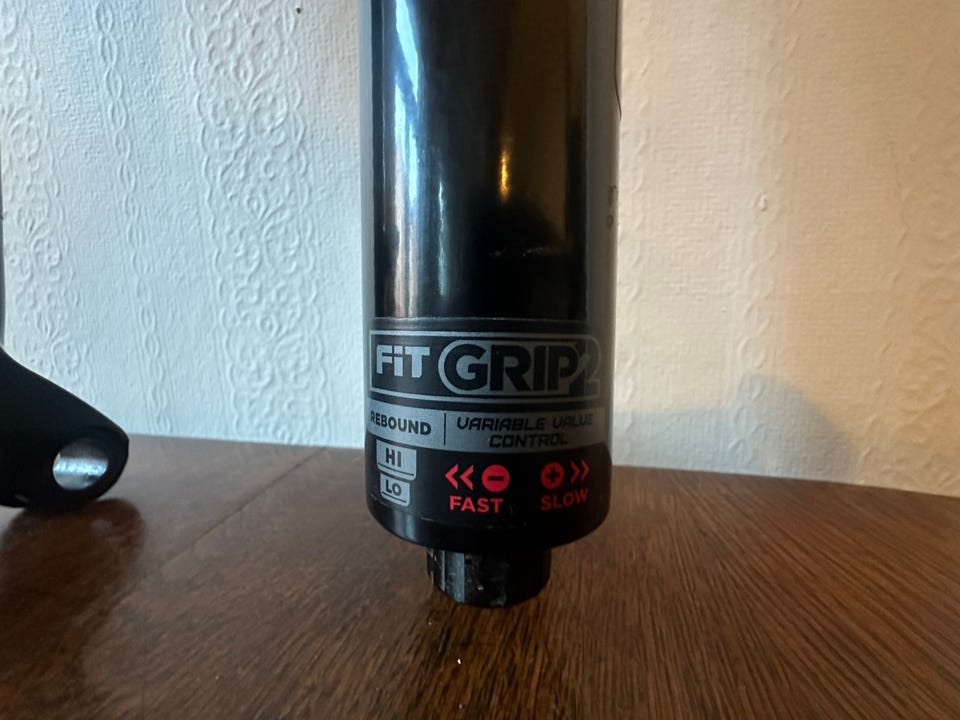 FiT GRIP2
REBOUND VARIABLE VALVE
CONTROL
HI
LO
<< - + >>
FAST SLOW